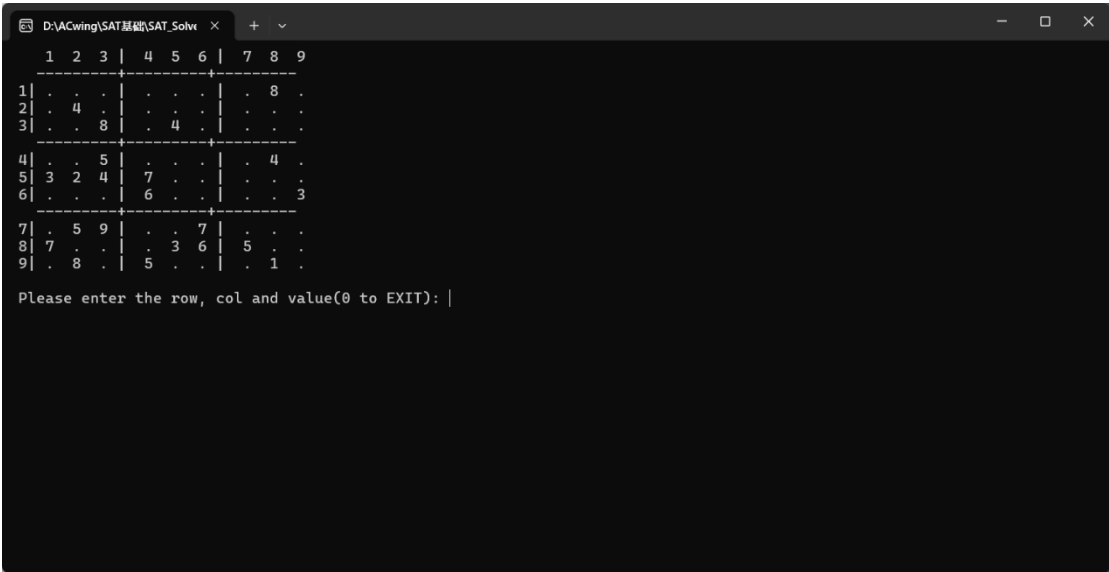 D:\ACwing\SAT基础\SAT_Solve
1 2 3 | 4 5 6 | 7 8 9
---------+---------+---------
1| . . . | . . . | . 8 .
2| . 4 . | . . . | . . .
3| . . 8 | . 4 . | . . .
---------+---------+---------
4| . . 5 | . . . | . 4 .
5| 3 2 4 | 7 . . | . . .
6| . . . | 6 . . | . . 3
---------+---------+---------
7| . 5 9 | . . 7 | . . .
8| 7 . . | . 3 6 | 5 . .
9| . 8 . | 5 . . | . 1 .
Please enter the row, col and value(0 to EXIT):